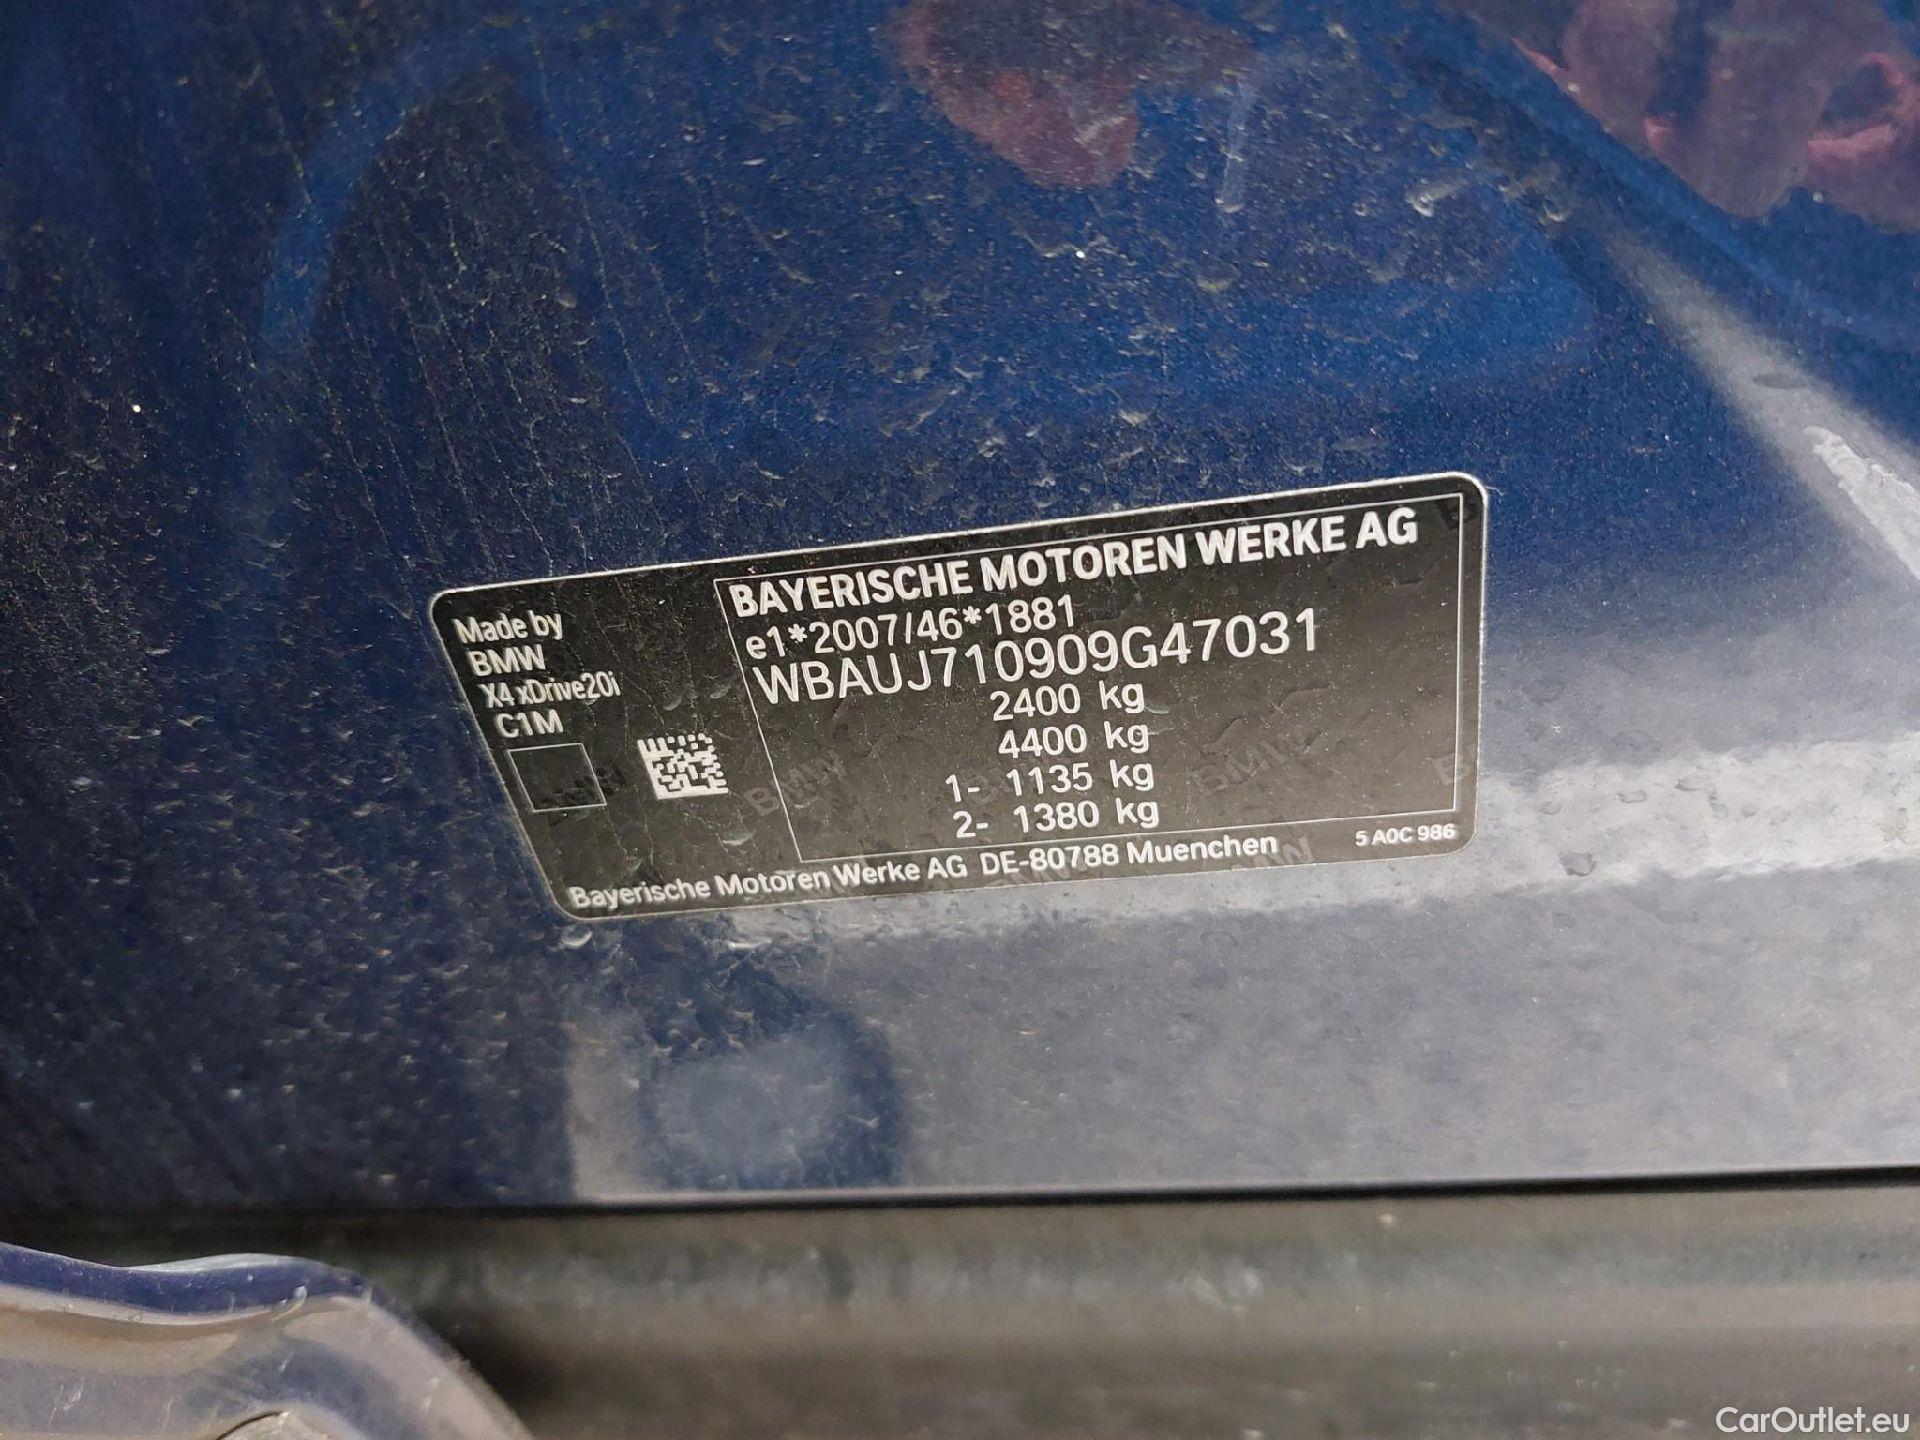 Made by
BMW
X4 xDrive20i
C1M
BAYERISCHE MOTOREN WERKE AG
e1*2007/46*1881
WBAUJ710909G47031
2400 kg
4400 kg
1- 1135 kg
2- 1380 kg
Bayerische Motoren Werke AG DE-80788 Muenchen
5 A0C 986
CarOutlet.eu